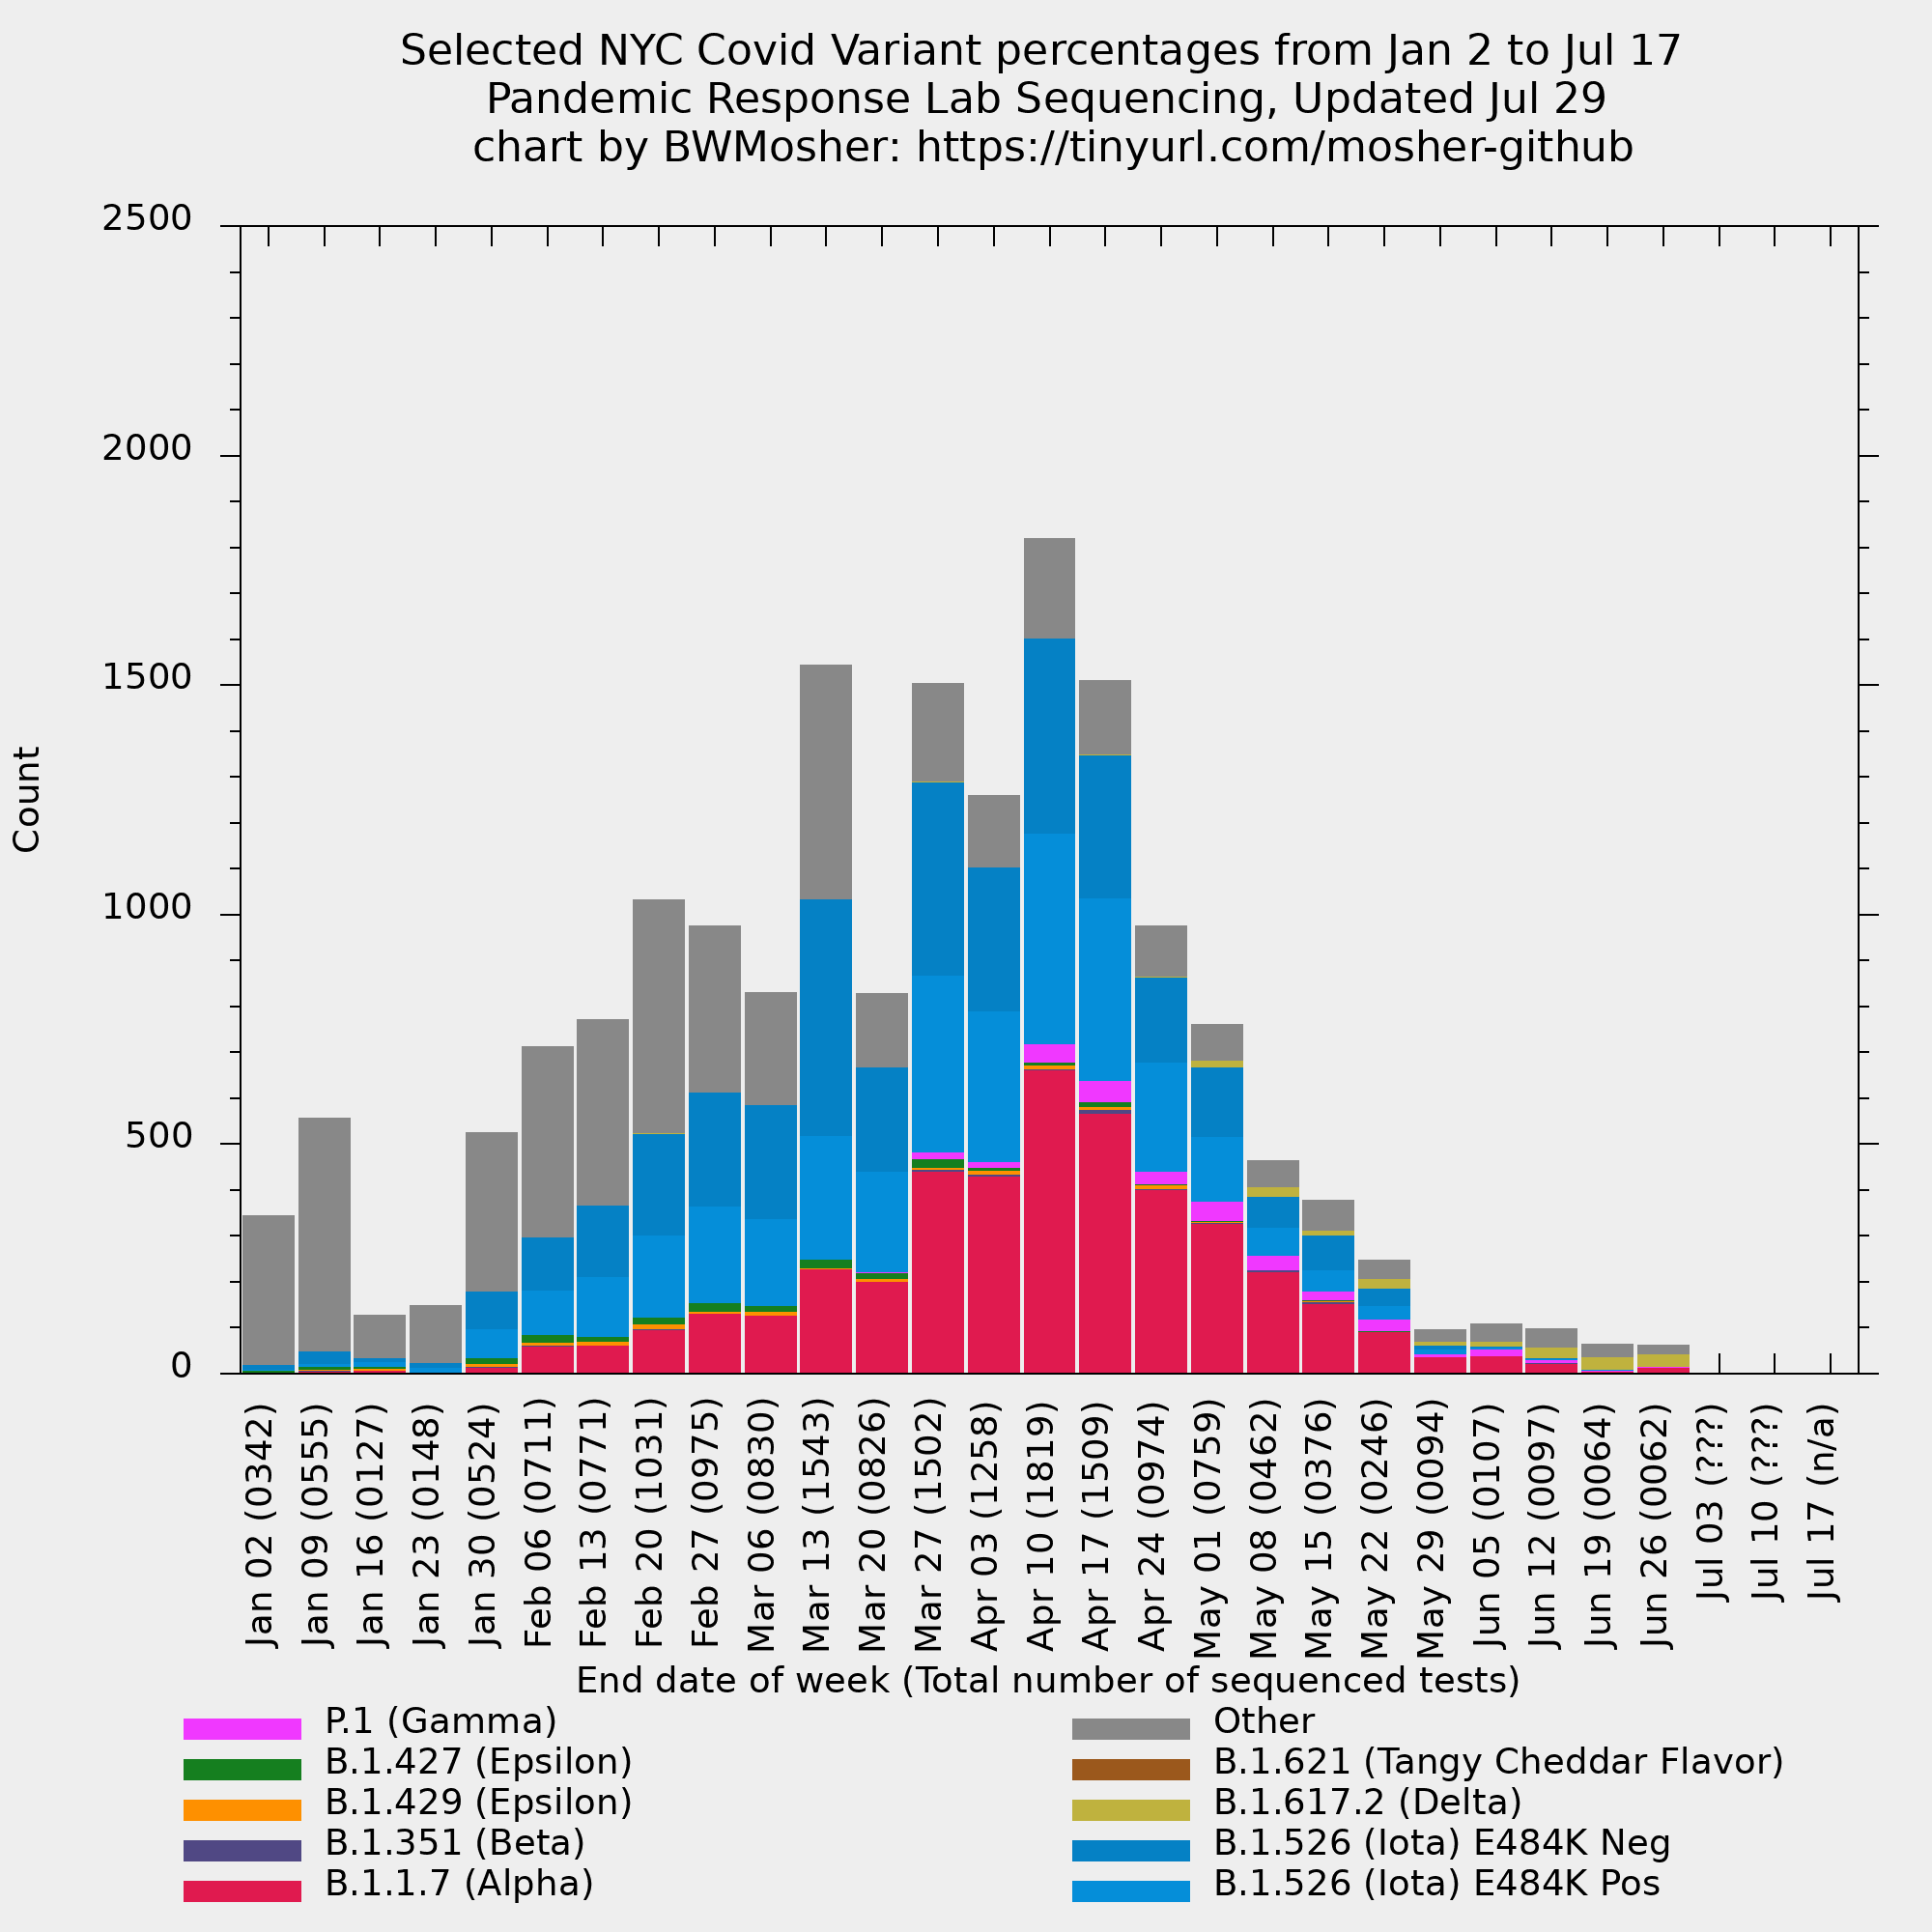 Selected NYC Covid Variant percentages from Jan 2 to Jul 17
Pandemic Response Lab Sequencing, Updated Jul 29
chart by BWMosher: https://tinyurl.com/mosher-github
2500
2000
1500
1000
500
0
Count
Jan 02 (0342)
Jan 09 (0555)
Jan 16 (0127)
Jan 23 (0148)
Jan 30 (0524)
Feb 06 (0711)
Feb 13 (0771)
Feb 20 (1031)
Feb 27 (0975)
Mar 06 (0830)
Mar 13 (1543)
Mar 20 (0826)
Mar 27 (1502)
Apr 03 (1258)
Apr 10 (1819)
Apr 17 (1509)
Apr 24 (0974)
May 01 (0759)
May 08 (0462)
May 15 (0376)
May 22 (0246)
May 29 (0094)
Jun 05 (0107)
Jun 12 (0097)
Jun 19 (0064)
Jun 26 (0062)
Jul 03 (???)
Jul 10 (???)
Jul 17 (n/a)
End date of week (Total number of sequenced tests)
P.1 (Gamma)
B.1.427 (Epsilon)
B.1.429 (Epsilon)
B.1.351 (Beta)
B.1.1.7 (Alpha)
Other
B.1.621 (Tangy Cheddar Flavor)
B.1.617.2 (Delta)
B.1.526 (Iota) E484K Neg
B.1.526 (Iota) E484K Pos